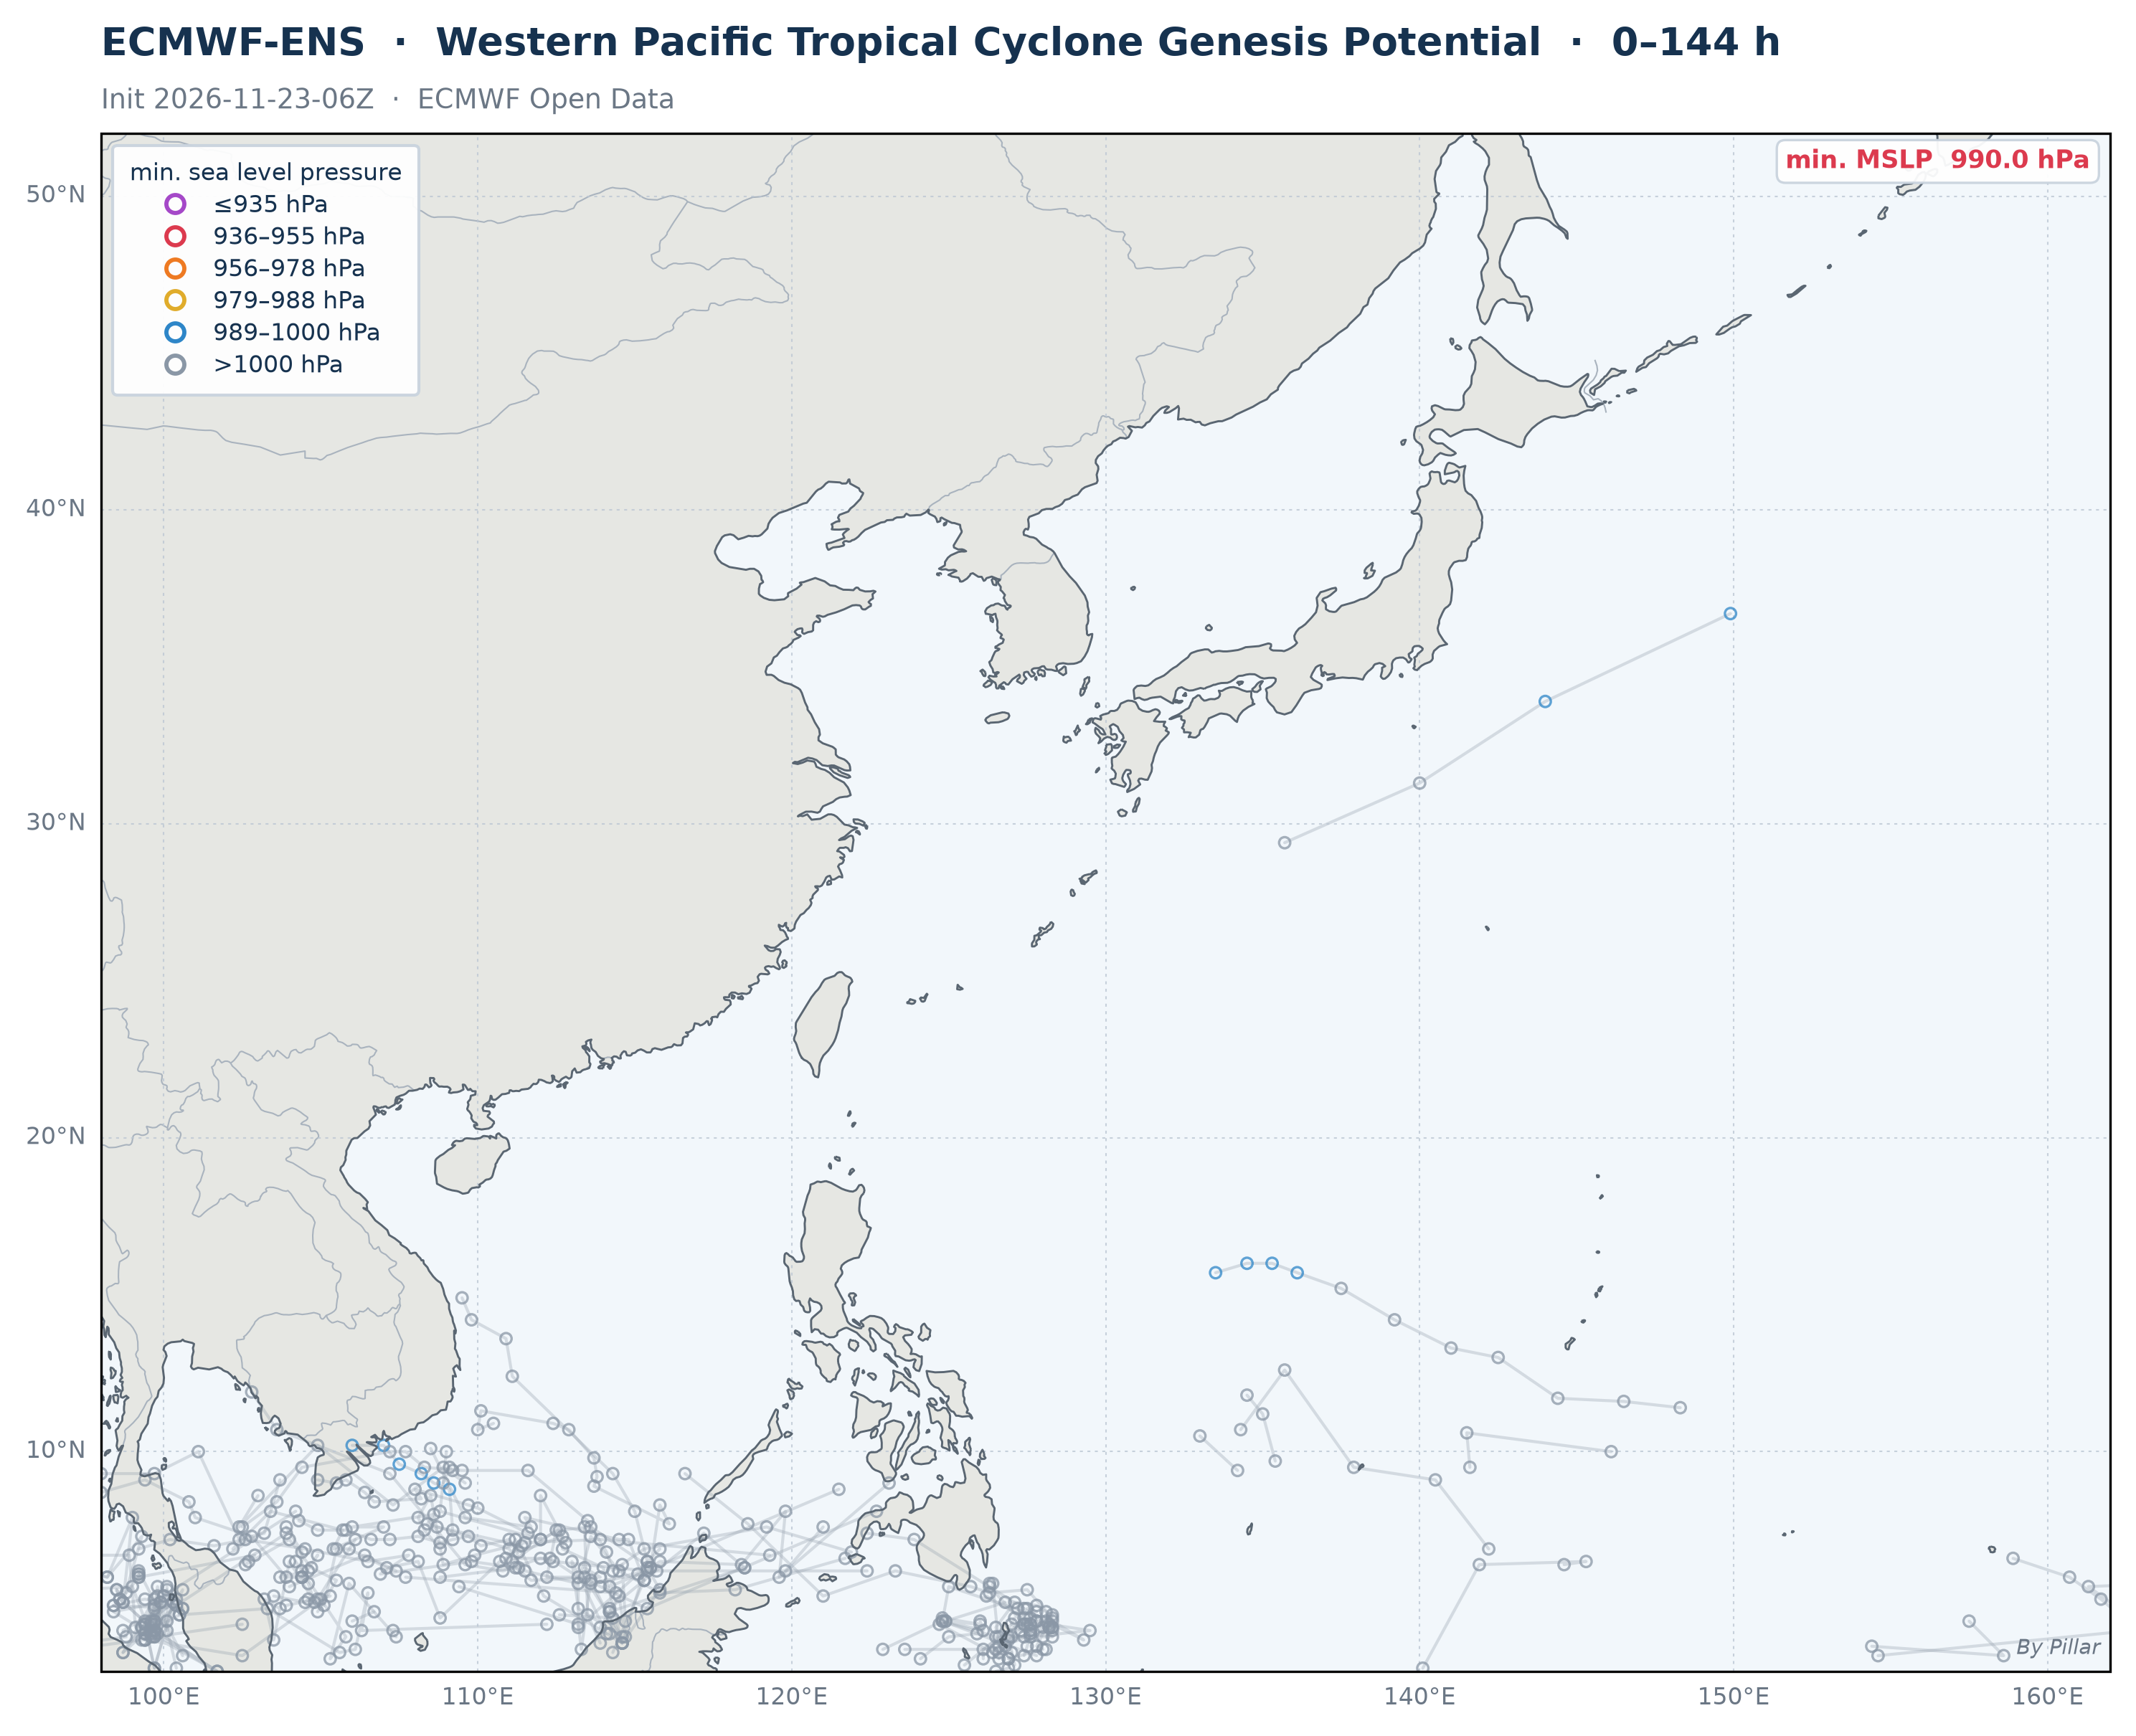 ECMWF-ENS · Western Pacific Tropical Cyclone Genesis Potential · 0–144 h
Init 2026-11-23-06Z · ECMWF Open Data
min. sea level pressure
≤935 hPa
936–955 hPa
956–978 hPa
979–988 hPa
989–1000 hPa
>1000 hPa
min. MSLP 990.0 hPa
50°N
40°N
30°N
20°N
10°N
By Pillar
100°E
110°E
120°E
130°E
140°E
150°E
160°E